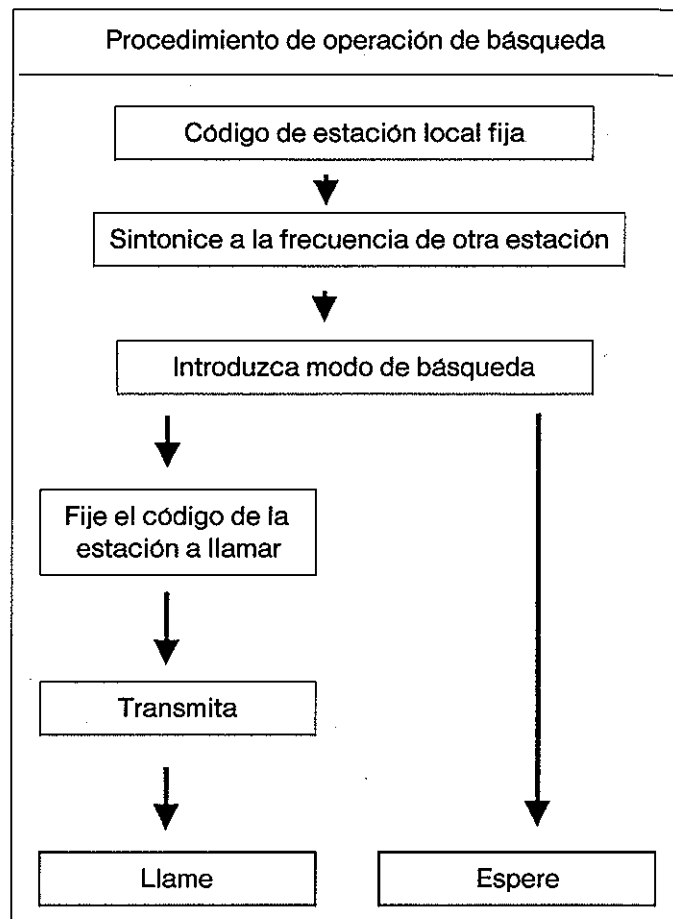 Procedimiento de operación de básqueda
Código de estación local fija
Sintonice a la frecuencia de otra estación
Introduzca modo de básqueda
Fije el código de la
estación a llamar
Transmita
Llame
Espere